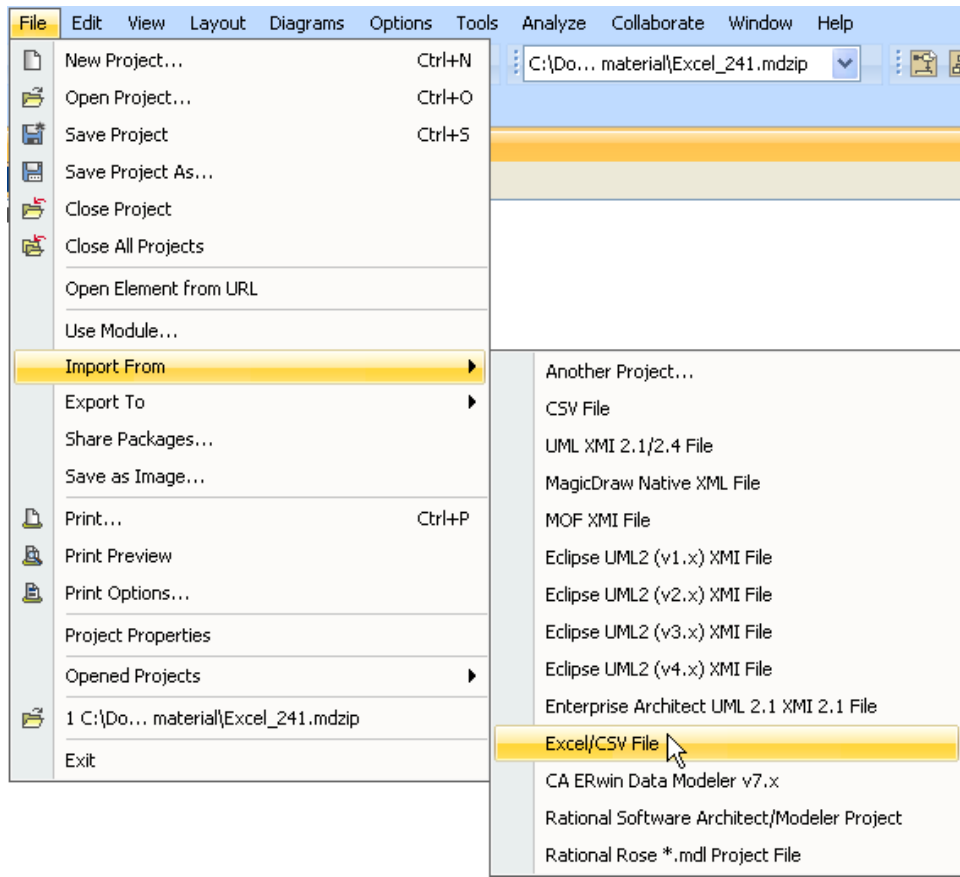 File Edit View Layout Diagrams Options Tools Analyze Collaborate Window Help
C:\Do... material\Excel_241.mdzip
New Project... Ctrl+N
Open Project... Ctrl+O
Save Project Ctrl+S
Save Project As...
Close Project
Close All Projects
Open Element from URL
Use Module...
Import From
Export To
Share Packages...
Save as Image...
Print... Ctrl+P
Print Preview
Print Options...
Project Properties
Opened Projects
1 C:\Do... material\Excel_241.mdzip
Exit
Another Project...
CSV File
UML XMI 2.1/2.4 File
MagicDraw Native XML File
MOF XMI File
Eclipse UML2 (v1.x) XMI File
Eclipse UML2 (v2.x) XMI File
Eclipse UML2 (v3.x) XMI File
Eclipse UML2 (v4.x) XMI File
Enterprise Architect UML 2.1 XMI 2.1 File
Excel/CSV File
CA ERwin Data Modeler v7.x
Rational Software Architect/Modeler Project
Rational Rose *.mdl Project File